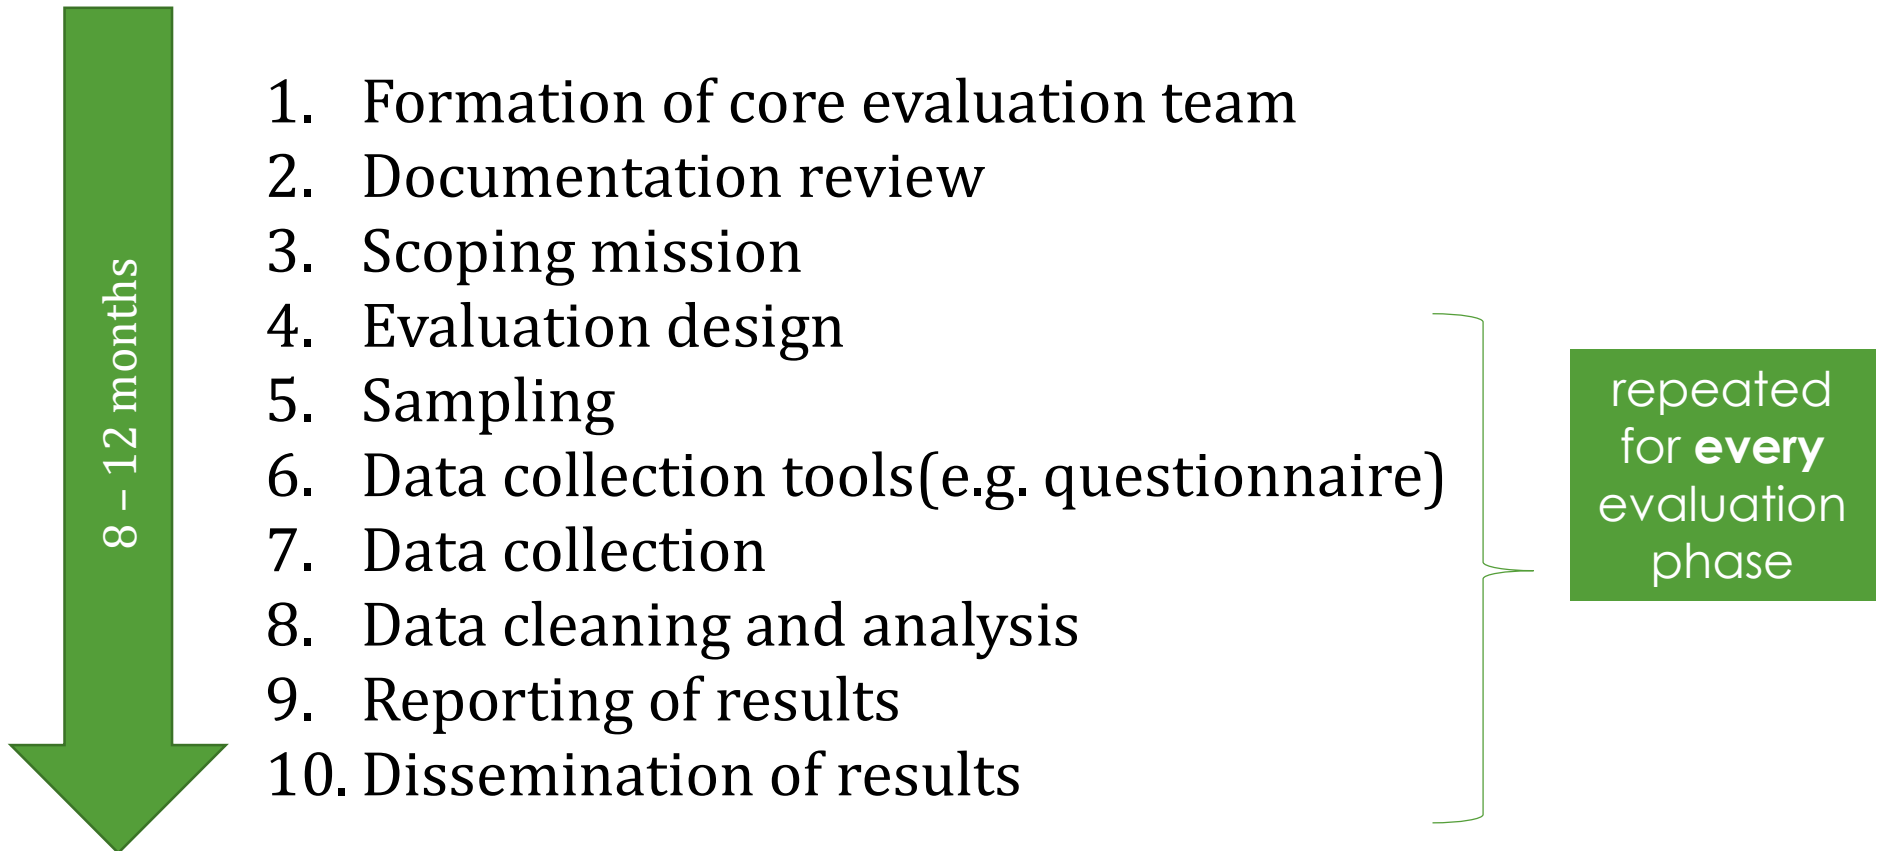 8 – 12 months
1. Formation of core evaluation team
2. Documentation review
3. Scoping mission
4. Evaluation design
5. Sampling
6. Data collection tools(e.g. questionnaire)
7. Data collection
8. Data cleaning and analysis
9. Reporting of results
10. Dissemination of results
repeated
for every
evaluation
phase